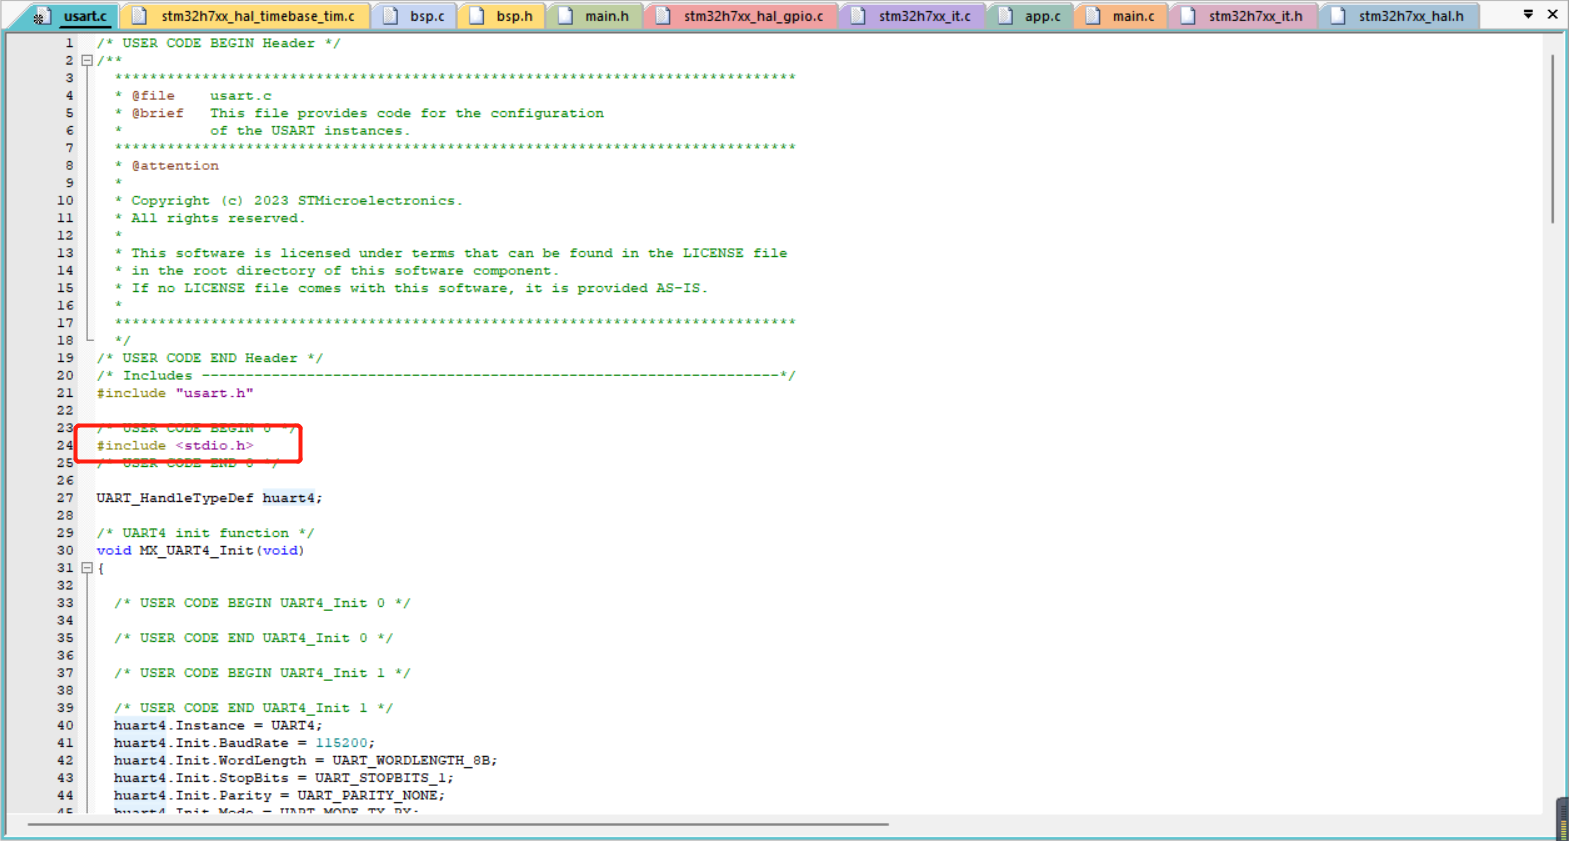 usart.c stm32h7xx_hal_timebase_tim.c bsp.c bsp.h main.h stm32h7xx_hal_gpio.c stm32h7xx_it.c app.c main.c stm32h7xx_it.h stm32h7xx_hal.h
1 /* USER CODE BEGIN Header */
2 /**
3 ******************************************************************************
4 * @file usart.c
5 * @brief This file provides code for the configuration
6 * of the USART instances.
7 ******************************************************************************
8 * @attention
9 *
10 * Copyright (c) 2023 STMicroelectronics.
11 * All rights reserved.
12 *
13 * This software is licensed under terms that can be found in the LICENSE file
14 * in the root directory of this software component.
15 * If no LICENSE file comes with this software, it is provided AS-IS.
16 *
17 ******************************************************************************
18 */
19 /* USER CODE END Header */
20 /* Includes ------------------------------------------------------------------*/
21 #include "usart.h"
22
23 /* USER CODE BEGIN 0 */
24 #include <stdio.h>
25 /* USER CODE END 0 */
26
27 UART_HandleTypeDef huart4;
28
29 /* UART4 init function */
30 void MX_UART4_Init(void)
31 {
32
33 /* USER CODE BEGIN UART4_Init 0 */
34
35 /* USER CODE END UART4_Init 0 */
36
37 /* USER CODE BEGIN UART4_Init 1 */
38
39 /* USER CODE END UART4_Init 1 */
40 huart4.Instance = UART4;
41 huart4.Init.BaudRate = 115200;
42 huart4.Init.WordLength = UART_WORDLENGTH_8B;
43 huart4.Init.StopBits = UART_STOPBITS_1;
44 huart4.Init.Parity = UART_PARITY_NONE;
45 huart4.Init.Mode = UART_MODE_TX_RX;